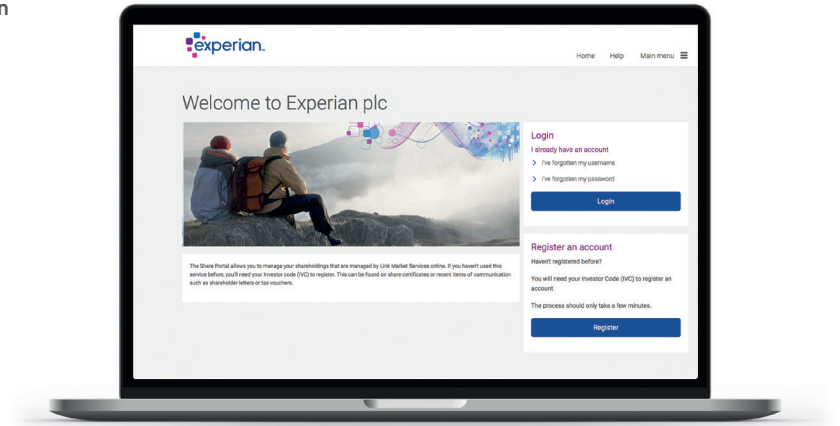 n
experian.
Home Help Main menu
Welcome to Experian plc
Login
I already have an account
I've forgotten my username
I've forgotten my password
Login
The Share Portal allows you to manage your shareholdings that are managed by Link Market Services online. If you haven't used this
service before, you'll need your Investor code (IVC) to register. This can be found on share certificates or recent items of communication
such as shareholder letters or tax vouchers.
Register an account
Haven't registered before?
You will need your Investor Code (IVC) to register an
account
The process should only take a few minutes.
Register